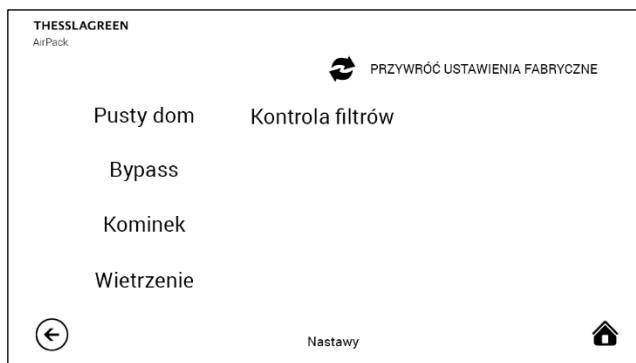 THESSLAGREEN
AirPack
PRZYWRÓĆ USTAWIENIA FABRYCZNE
Pusty dom
Kontrola filtrów
Bypass
Kominek
Wietrzenie
Nastawy